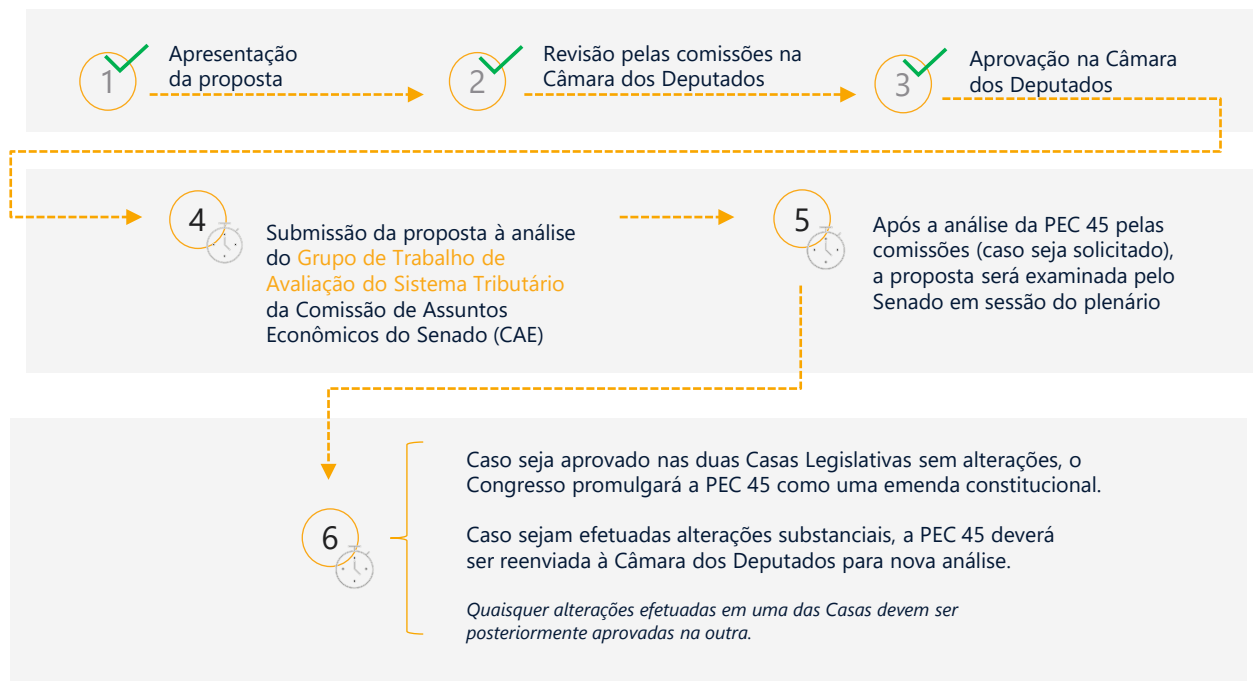 1
Apresentação
da proposta
2
Revisão pelas comissões na
Câmara dos Deputados
3
Aprovação na Câmara
dos Deputados
4
Submissão da proposta à análise
do Grupo de Trabalho de
Avaliação do Sistema Tributário
da Comissão de Assuntos
Econômicos do Senado (CAE)
5
Após a análise da PEC 45 pelas
comissões (caso seja solicitado),
a proposta será examinada pelo
Senado em sessão do plenário
6
Caso seja aprovado nas duas Casas Legislativas sem alterações, o
Congresso promulgará a PEC 45 como uma emenda constitucional.
Caso sejam efetuadas alterações substanciais, a PEC 45 deverá
ser reenviada à Câmara dos Deputados para nova análise.
Quaisquer alterações efetuadas em uma das Casas devem ser
posteriormente aprovadas na outra.